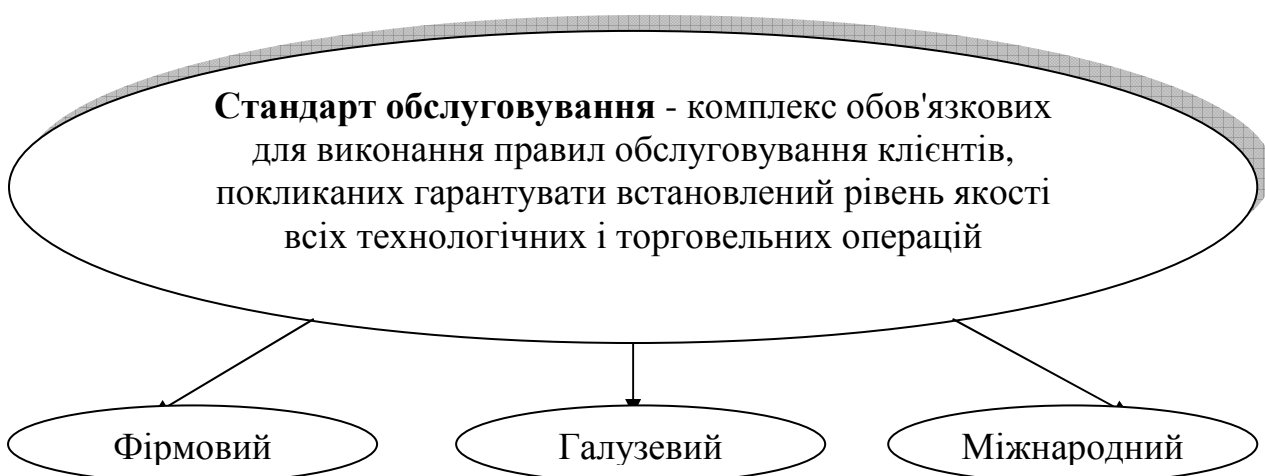 Стандарт обслуговування - комплекс обов'язкових
для виконання правил обслуговування клієнтів,
покликаних гарантувати встановлений рівень якості
всіх технологічних і торговельних операцій
Фірмовий Галузевий Міжнародний